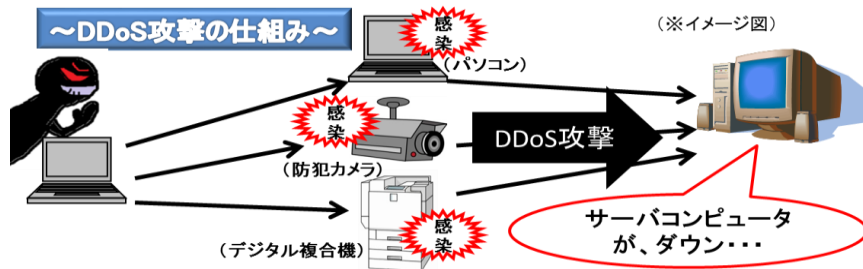 ～DDoS攻撃の仕組み～
感染
(パソコン)
(※イメージ図)
感染
(防犯カメラ)
DDoS攻撃
感染
(デジタル複合機)
サーバコンピュータ
が、ダウン･･･